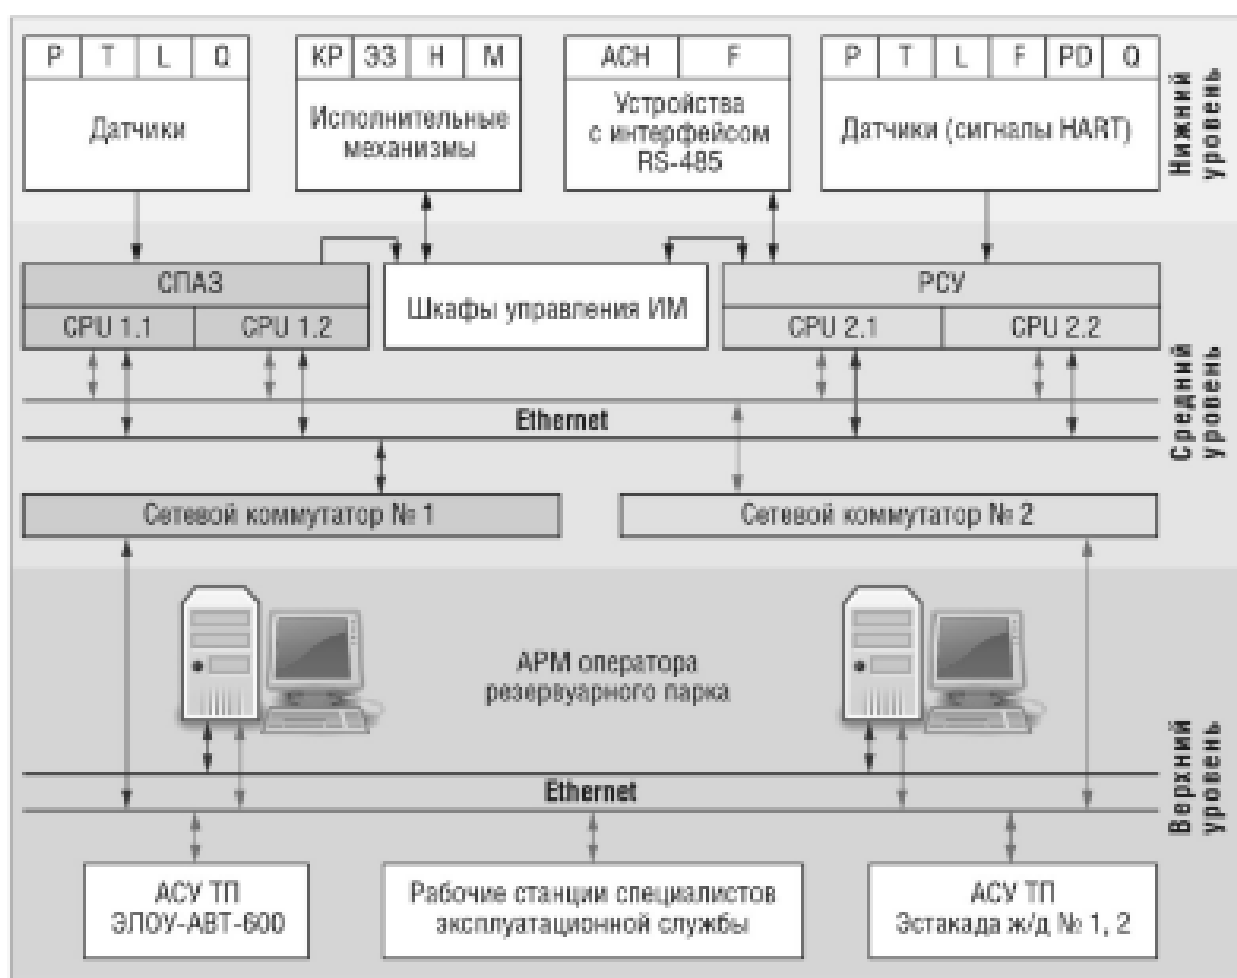 P T L Q
Датчики
КР ЭЗ Н М
Исполнительные
механизмы
АСН F
Устройства
с интерфейсом
RS-485
P T L F PD Q
Датчики (сигналы HART)
Нижний
уровень
СПАЗ
CPU 1.1 CPU 1.2
Шкафы управления ИМ
РСУ
CPU 2.1 CPU 2.2
Ethernet
Средний
уровень
Сетевой коммутатор № 1
Сетевой коммутатор № 2
АРМ оператора
резервуарного парка
Ethernet
Верхний
уровень
АСУ ТП
ЭЛОУ-АВТ-600
Рабочие станции специалистов
эксплуатационной службы
АСУ ТП
Эстакада ж/д № 1, 2